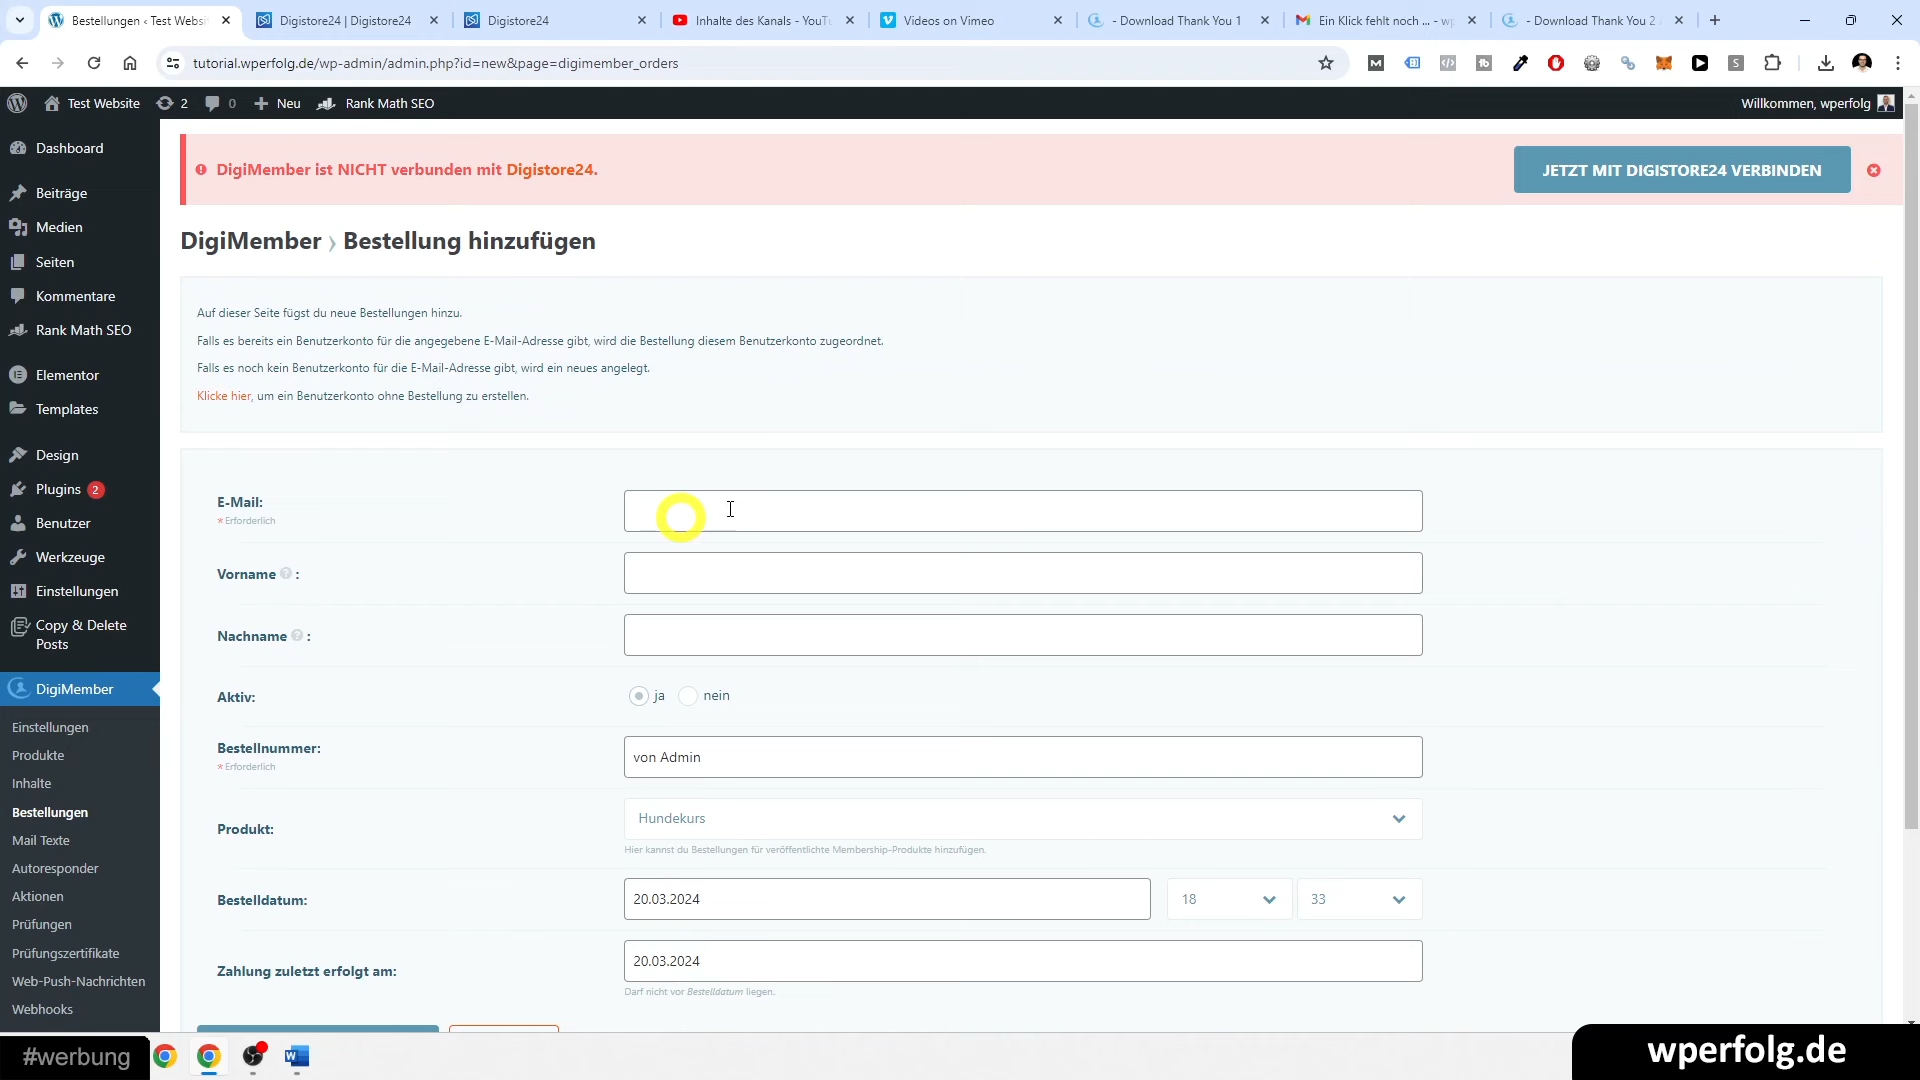 Bestellungen ‹ Test Websi
Digistore24 | Digistore24
Digistore24
Inhalte des Kanals - YouTu
Videos on Vimeo
- Download Thank You 1
Ein Klick fehlt noch ... - wp
- Download Thank You 2
tutorial.wperfolg.de/wp-admin/admin.php?id=new&page=digimember_orders
Test Website
2
0
Neu
Rank Math SEO
Willkommen, wperfolg
Dashboard
Beiträge
Medien
Seiten
Kommentare
Rank Math SEO
Elementor
Templates
Design
Plugins 2
Benutzer
Werkzeuge
Einstellungen
Copy & Delete
Posts
DigiMember
Einstellungen
Produkte
Inhalte
Bestellungen
Mail Texte
Autoresponder
Aktionen
Prüfungen
Prüfungszertifikate
Web-Push-Nachrichten
Webhooks
DigiMember ist NICHT verbunden mit Digistore24.
JETZT MIT DIGISTORE24 VERBINDEN
DigiMember › Bestellung hinzufügen
Auf dieser Seite fügst du neue Bestellungen hinzu.
Falls es bereits ein Benutzerkonto für die angegebene E-Mail-Adresse gibt, wird die Bestellung diesem Benutzerkonto zugeordnet.
Falls es noch kein Benutzerkonto für die E-Mail-Adresse gibt, wird ein neues angelegt.
Klicke hier, um ein Benutzerkonto ohne Bestellung zu erstellen.
E-Mail:
* Erforderlich
Vorname ? :
Nachname ? :
Aktiv:
ja
nein
Bestellnummer:
* Erforderlich
von Admin
Produkt:
Hundekurs
Hier kannst du Bestellungen für veröffentlichte Membership-Produkte hinzufügen.
Bestelldatum:
20.03.2024
18
33
Zahlung zuletzt erfolgt am:
20.03.2024
Darf nicht vor Bestelldatum liegen.
#werbung
wperfolg.de